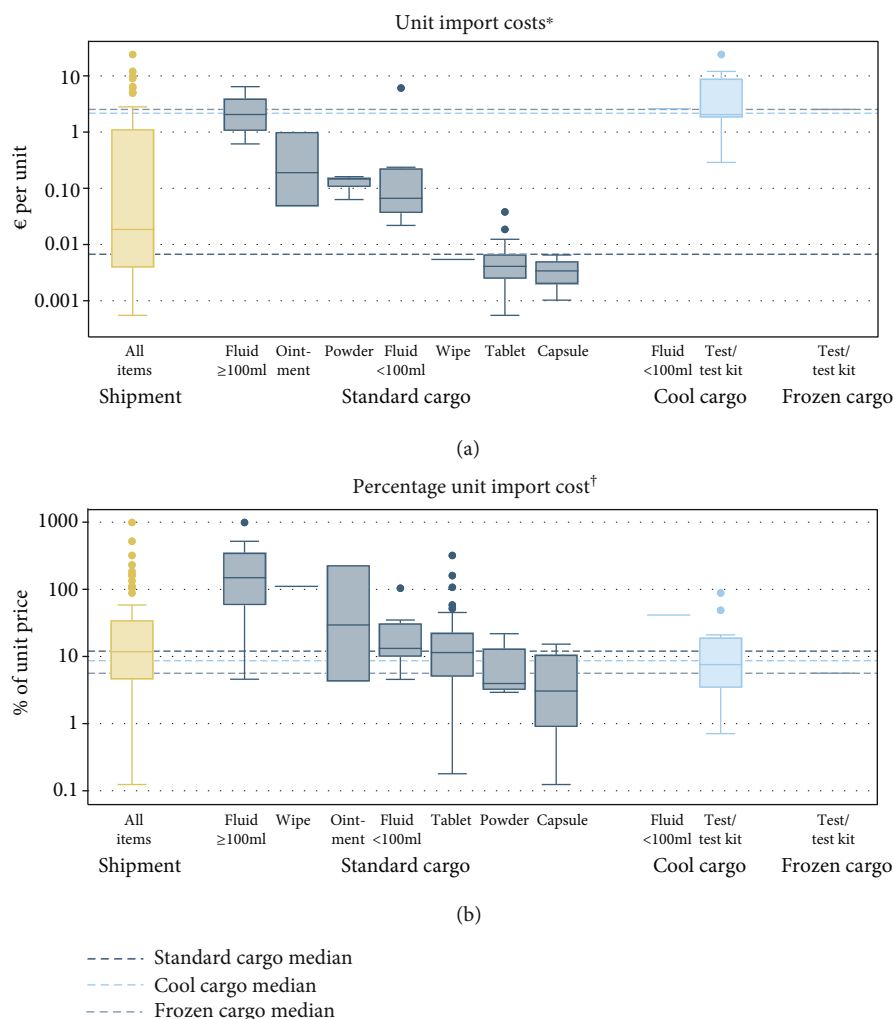 Unit import costs*
€ per unit
10
1
0.10
0.01
0.001
All items
Fluid ≥100ml
Oint-ment
Powder
Fluid <100ml
Wipe
Tablet
Capsule
Fluid <100ml
Test/ test kit
Test/ test kit
Shipment
Standard cargo
Cool cargo
Frozen cargo
(a)
Percentage unit import cost†
% of unit price
1000
100
10
1
0.1
All items
Fluid ≥100ml
Wipe
Oint-ment
Fluid <100ml
Tablet
Powder
Capsule
Fluid <100ml
Test/ test kit
Test/ test kit
Shipment
Standard cargo
Cool cargo
Frozen cargo
(b)
Standard cargo median
Cool cargo median
Frozen cargo median